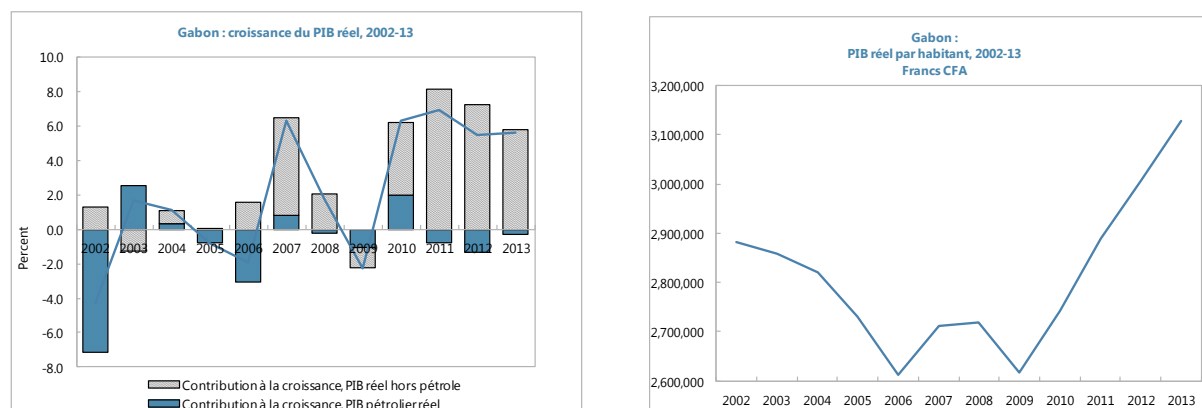 Gabon : croissance du PIB réel, 2002-13
10.0
8.0
6.0
4.0
2.0
0.0
-2.0
-4.0
-6.0
-8.0
Percent
2002 2003 2004 2005 2006 2007 2008 2009 2010 2011 2012 2013
Contribution à la croissance, PIB réel hors pétrole
Contribution à la croissance, PIB pétrolier réel
Gabon :
PIB réel par habitant, 2002-13
Francs CFA
3,200,000
3,100,000
3,000,000
2,900,000
2,800,000
2,700,000
2,600,000
2002 2003 2004 2005 2006 2007 2008 2009 2010 2011 2012 2013